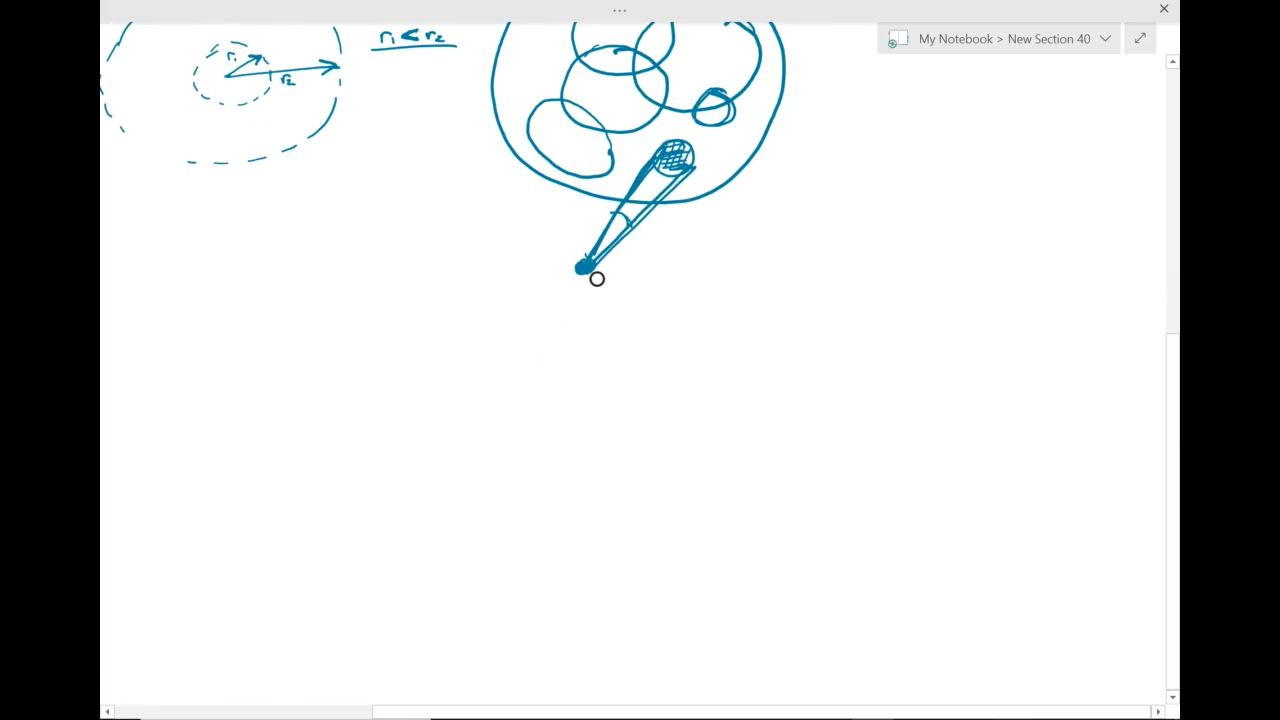 ...
r₁ < r₂
My Notebook > New Section 40
r₁
r₂